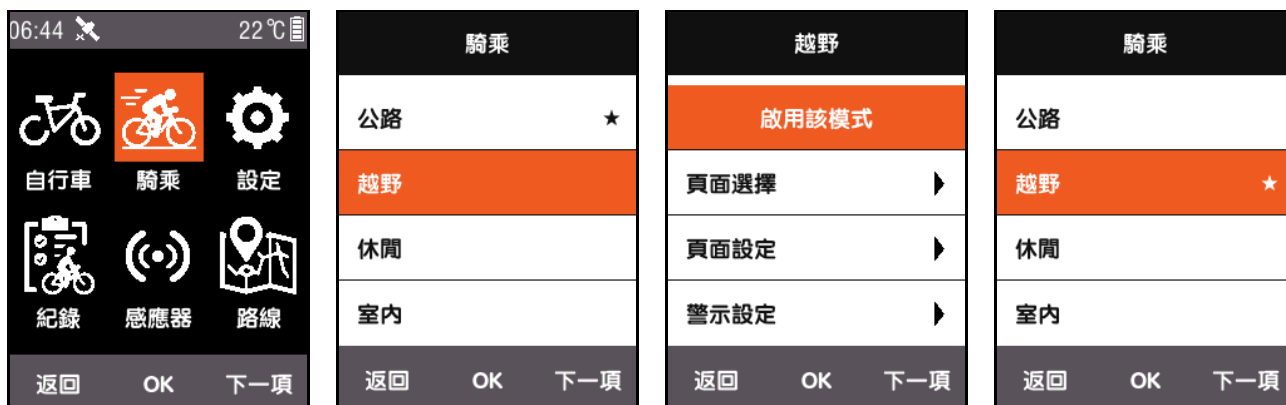 06:44 22℃
自行車 騎乘 設定
紀錄 感應器 路線
返回 OK 下一項
騎乘
公路 ★
越野
休閒
室内
返回 OK 下一項
越野
啟用該模式
頁面選擇
頁面設定
警示設定
返回 OK 下一項
騎乘
公路
越野 ★
休閒
室内
返回 OK 下一項